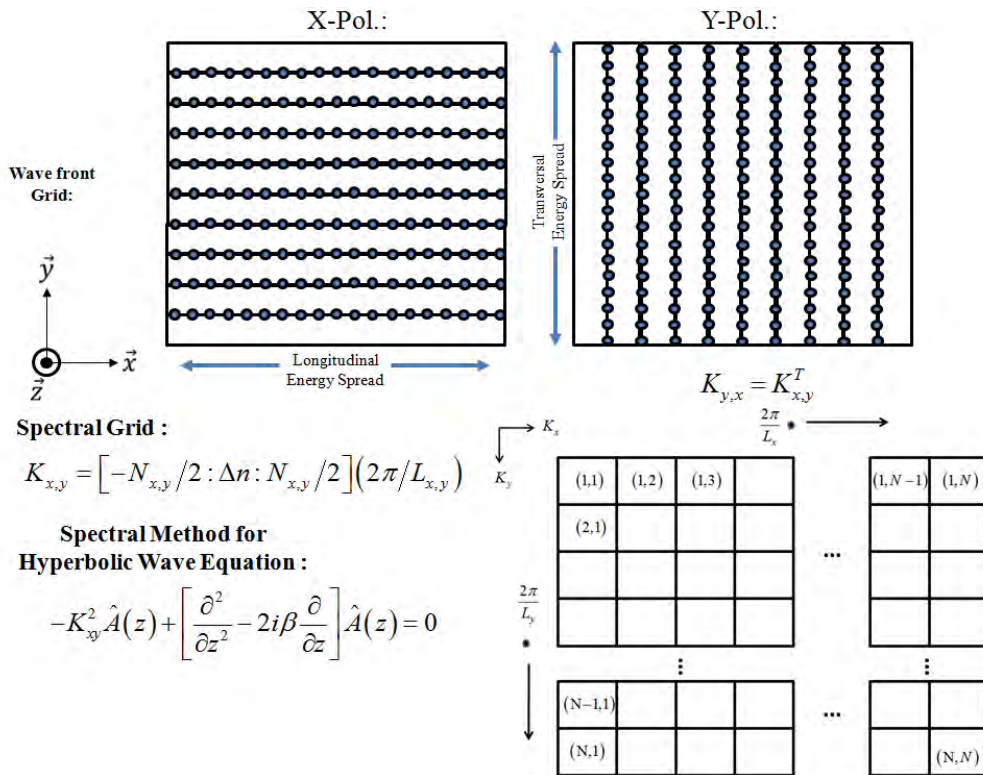 X-Pol.:
Y-Pol.:
Wave front
Grid:
Transversal
Energy Spread
Longitudinal
Energy Spread
y⃗
x⃗
z⃗
K_{y,x} = K_{x,y}^T
Spectral Grid :
K_{x,y} = [-N_{x,y}/2 : Δn : N_{x,y}/2](2π/L_{x,y})
Spectral Method for
Hyperbolic Wave Equation :
-K_{xy}^2 Â(z) + [∂²/∂z² - 2iβ ∂/∂z] Â(z) = 0
K_x
K_y
2π/L_x
2π/L_y
(1,1) (1,2) (1,3) (1,N-1) (1,N)
(2,1)
...
(N-1,1)
...
(N,1) (N,N)